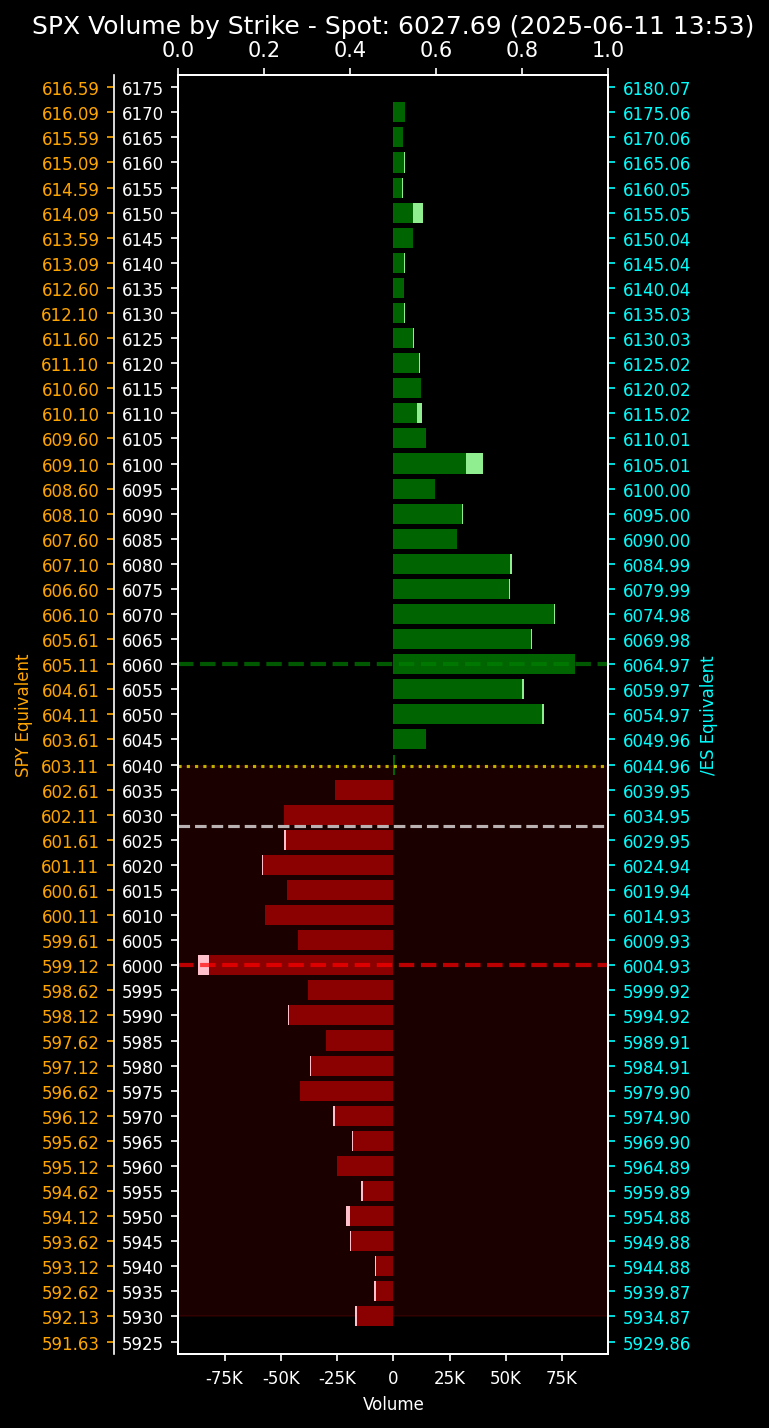 SPX Volume by Strike - Spot: 6027.69 (2025-06-11 13:53)
0.0 0.2 0.4 0.6 0.8 1.0
616.59 6175 6180.07
616.09 6170 6175.06
615.59 6165 6170.06
615.09 6160 6165.06
614.59 6155 6160.05
614.09 6150 6155.05
613.59 6145 6150.04
613.09 6140 6145.04
612.60 6135 6140.04
612.10 6130 6135.03
611.60 6125 6130.03
611.10 6120 6125.02
610.60 6115 6120.02
610.10 6110 6115.02
609.60 6105 6110.01
609.10 6100 6105.01
608.60 6095 6100.00
608.10 6090 6095.00
607.60 6085 6090.00
607.10 6080 6084.99
606.60 6075 6079.99
606.10 6070 6074.98
605.61 6065 6069.98
605.11 6060 6064.97
604.61 6055 6059.97
604.11 6050 6054.97
603.61 6045 6049.96
603.11 6040 6044.96
602.61 6035 6039.95
602.11 6030 6034.95
601.61 6025 6029.95
601.11 6020 6024.94
600.61 6015 6019.94
600.11 6010 6014.93
599.61 6005 6009.93
599.12 6000 6004.93
598.62 5995 5999.92
598.12 5990 5994.92
597.62 5985 5989.91
597.12 5980 5984.91
596.62 5975 5979.90
596.12 5970 5974.90
595.62 5965 5969.90
595.12 5960 5964.89
594.62 5955 5959.89
594.12 5950 5954.88
593.62 5945 5949.88
593.12 5940 5944.88
592.62 5935 5939.87
592.13 5930 5934.87
591.63 5925 5929.86
SPY Equivalent
/ES Equivalent
-75K -50K -25K 0 25K 50K 75K
Volume